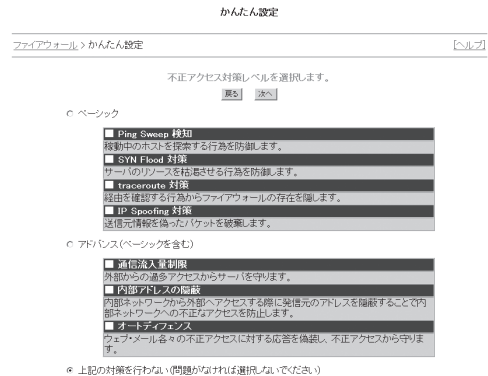 かんたん設定
ファイアウォール > かんたん設定 [ヘルプ]
不正アクセス対策レベルを選択します。
戻る 次へ
ベーシック
■ Ping Sweep 検知
稼動中のホストを探索する行為を防御します。
■ SYN Flood 対策
サーバのリソースを枯渇させる行為を防御します。
■ traceroute 対策
経由を確認する行為からファイアウォールの存在を隠します。
■ IP Spoofing 対策
送信元情報を偽ったパケットを破棄します。
アドバンス(ベーシックを含む)
■ 通信流入量制限
外部からの過多アクセスからサーバを守ります。
■ 内部アドレスの隠蔽
内部ネットワークから外部へアクセスする際に発信元のアドレスを隠蔽することで内
部ネットワークへの不正なアクセスを防止します。
■ オートディフェンス
ウェブ・メール各々の不正アクセスに対する応答を偽装し、不正アクセスから守りま
す。
上記の対策を行わない(問題がなければ選択しないでください)